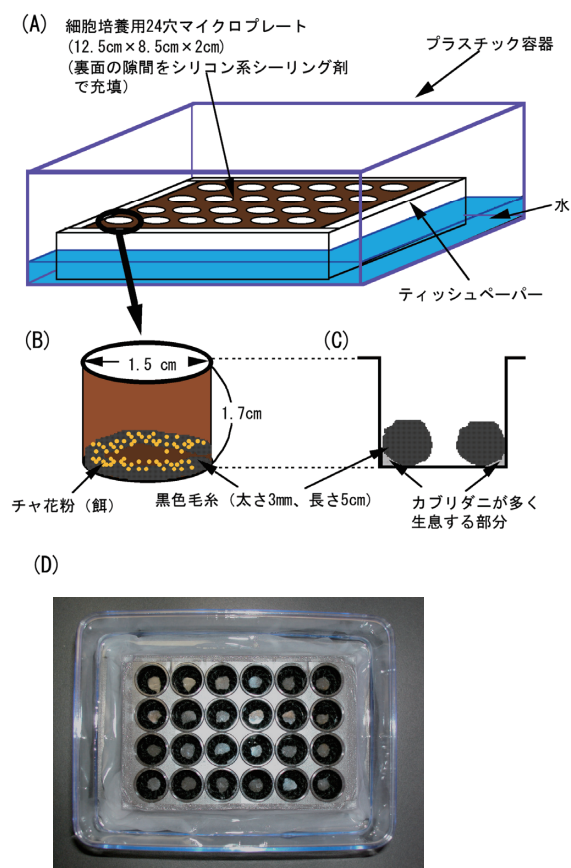 (A)
細胞培養用24穴マイクロプレート
(12.5cm×8.5cm×2cm)
(裏面の隙間をシリコン系シーリング剤
で充填)
プラスチック容器
水
ティッシュペーパー
(B)
1.5 cm
1.7cm
(C)
チャ花粉（餌）
黒色毛糸（太さ3mm、長さ5cm）
カブリダニが多く
生息する部分
(D)